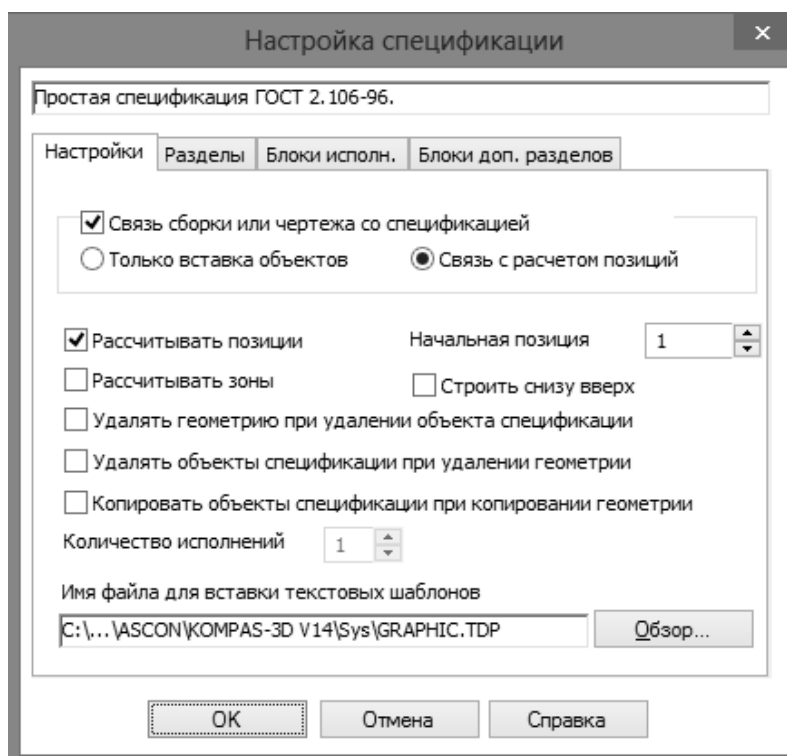 Настройка спецификации
Простая спецификация ГОСТ 2.106-96.
Настройки Разделы Блоки исполн. Блоки доп. разделов
Связь сборки или чертежа со спецификацией
Только вставка объектов Связь с расчетом позиций
Рассчитывать позиции Начальная позиция 1
Рассчитывать зоны Строить снизу вверх
Удалять геометрию при удалении объекта спецификации
Удалять объекты спецификации при удалении геометрии
Копировать объекты спецификации при копировании геометрии
Количество исполнений 1
Имя файла для вставки текстовых шаблонов
C:\...\ASCON\KOMPAS-3D V14\Sys\GRAPHIC.TDP Обзор...
OK Отмена Справка